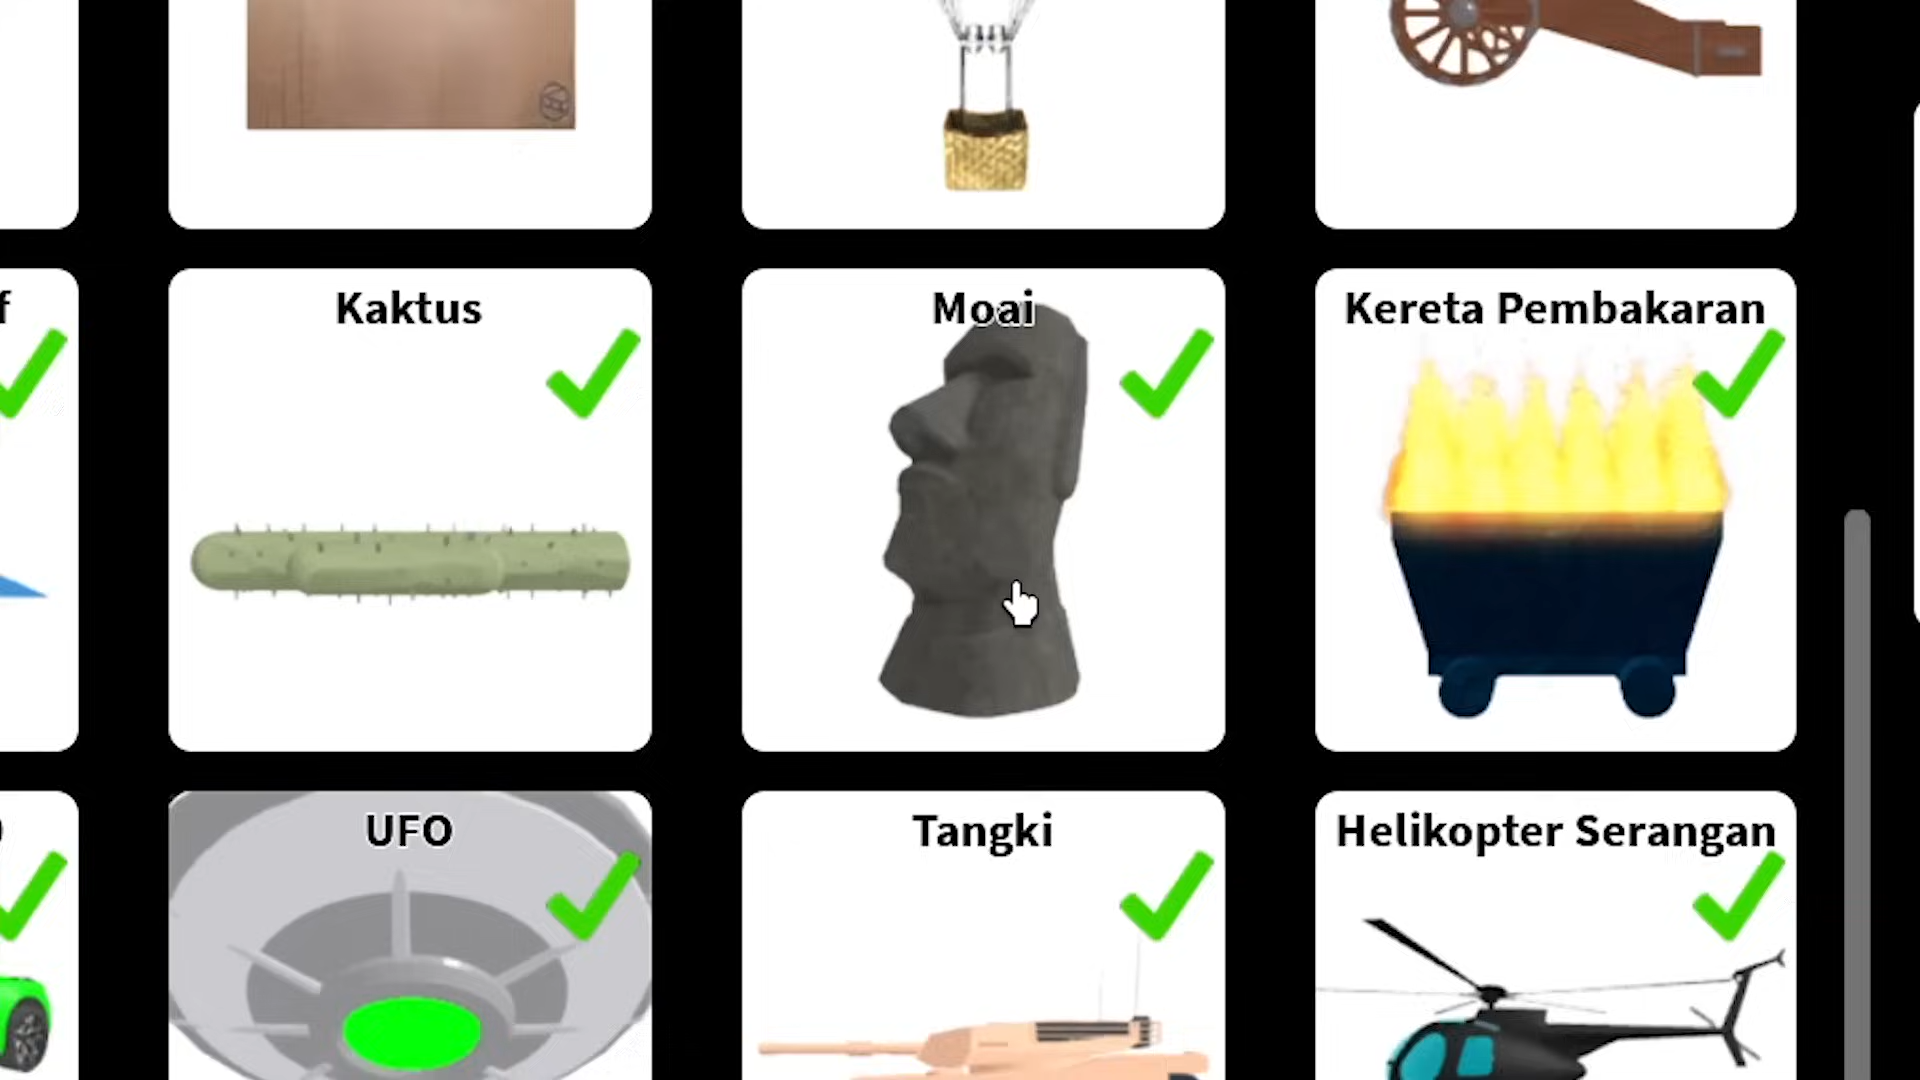 Kaktus
Moai
Kereta Pembakaran
UFO
Tangki
Helikopter Serangan